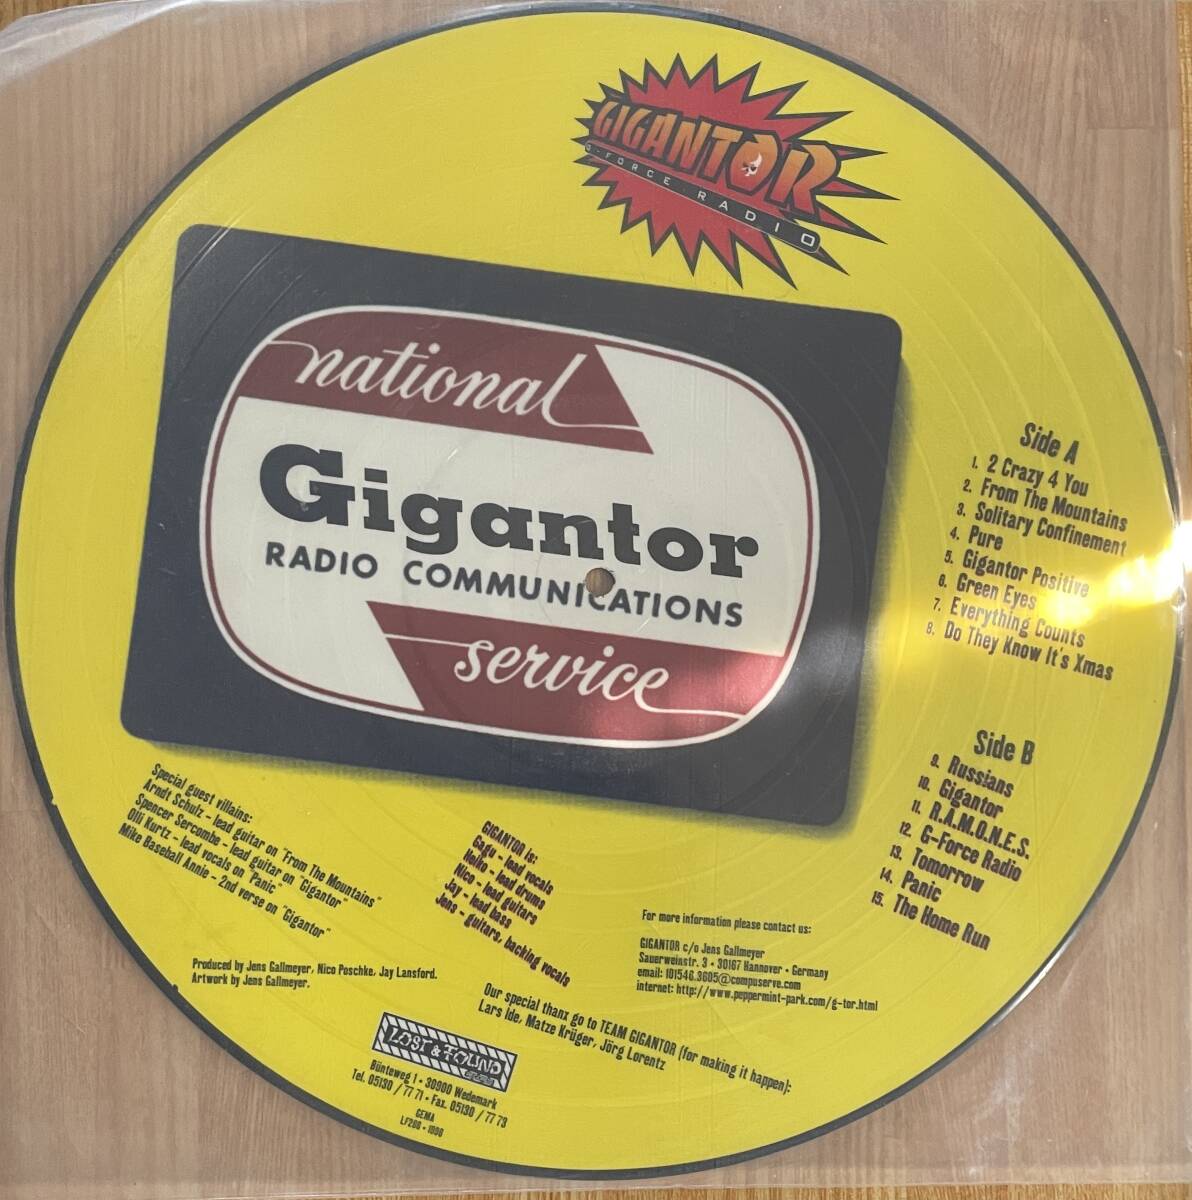 GIGANTOR
G-FORCE RADIO
national
Gigantor
RADIO COMMUNICATIONS
service
Side A
1. 2 Crazy 4 You
2. From The Mountains
3. Solitary Confinement
4. Pure
5. Gigantor Positive
6. Green Eyes
7. Everything Counts
8. Do They Know It's Xmas
Side B
9. Russians
10. Gigantor
11. R.A.M.O.N.E.S.
12. G-Force Radio
13. Tomorrow
14. Panic
15. The Home Run
Special guest villains:
Arndt Schulz - lead guitar on "From The Mountains"
Spencer Sercombe - lead guitar on "Gigantor"
Olli Kurtz - lead vocals on "Panic"
Mike Baseball Annie - 2nd verse on "Gigantor"
GIGANTOR is:
Gagu - lead vocals
Heiko - lead drums
Nico - lead guitars
Jay - lead bass
Jens - guitars, backing vocals
For more information please contact us:
GIGANTOR c/o Jens Gallmeyer
Sauerweinstr. 3 • 30167 Hannover • Germany
email: 101546.3605@compuserve.com
internet: http://www.peppermint-park.com/g-tor.html
Produced by Jens Gallmeyer, Nico Poschke, Jay Lansford.
Artwork by Jens Gallmeyer.
Our special thanx go to TEAM GIGANTOR (for making it happen):
Lars Ide, Matze Krüger, Jörg Lorentz
LOST & FOUND
Bünteweg 1 • 30900 Wedemark
Tel. 05130 / 77 71 • Fax. 05130 / 77 73
GEMA